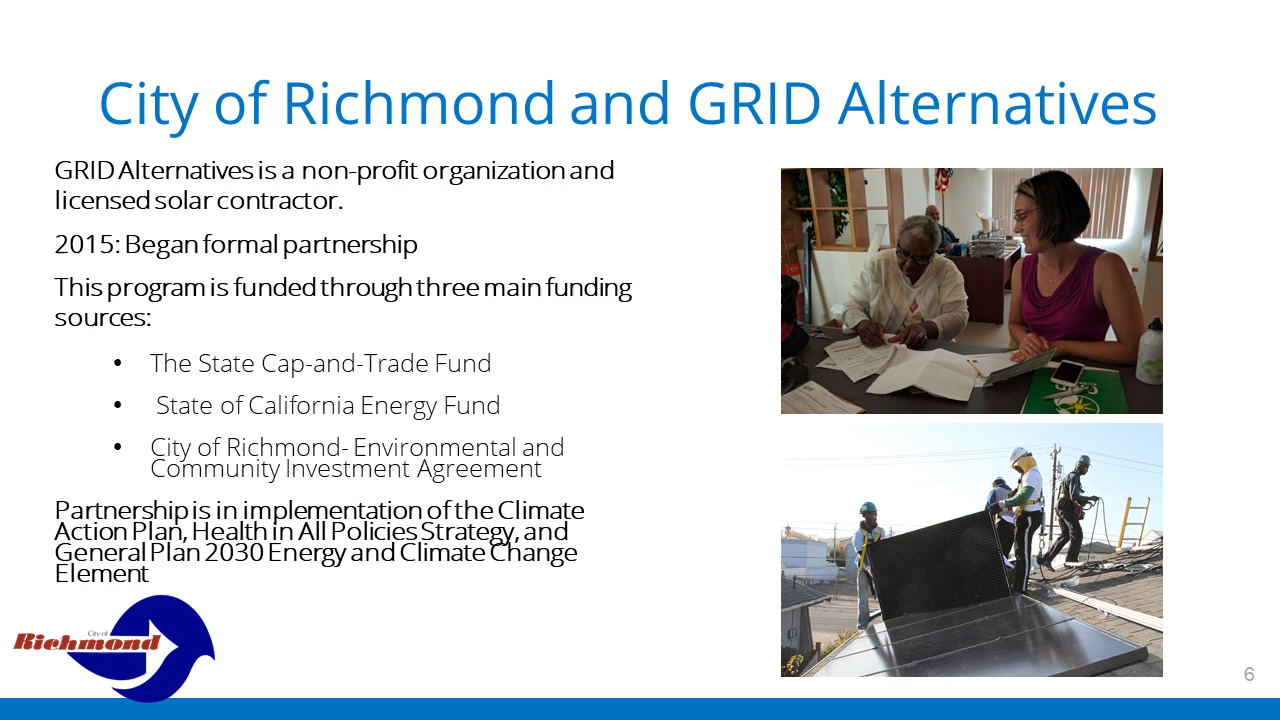 City of Richmond and GRID Alternatives
GRID Alternatives is a non-profit organization and
licensed solar contractor.
2015: Began formal partnership
This program is funded through three main funding
sources:
• The State Cap-and-Trade Fund
• State of California Energy Fund
• City of Richmond- Environmental and
Community Investment Agreement
Partnership is in implementation of the Climate
Action Plan, Health in All Policies Strategy, and
General Plan 2030 Energy and Climate Change
Element
City of
Richmond
GRID
6